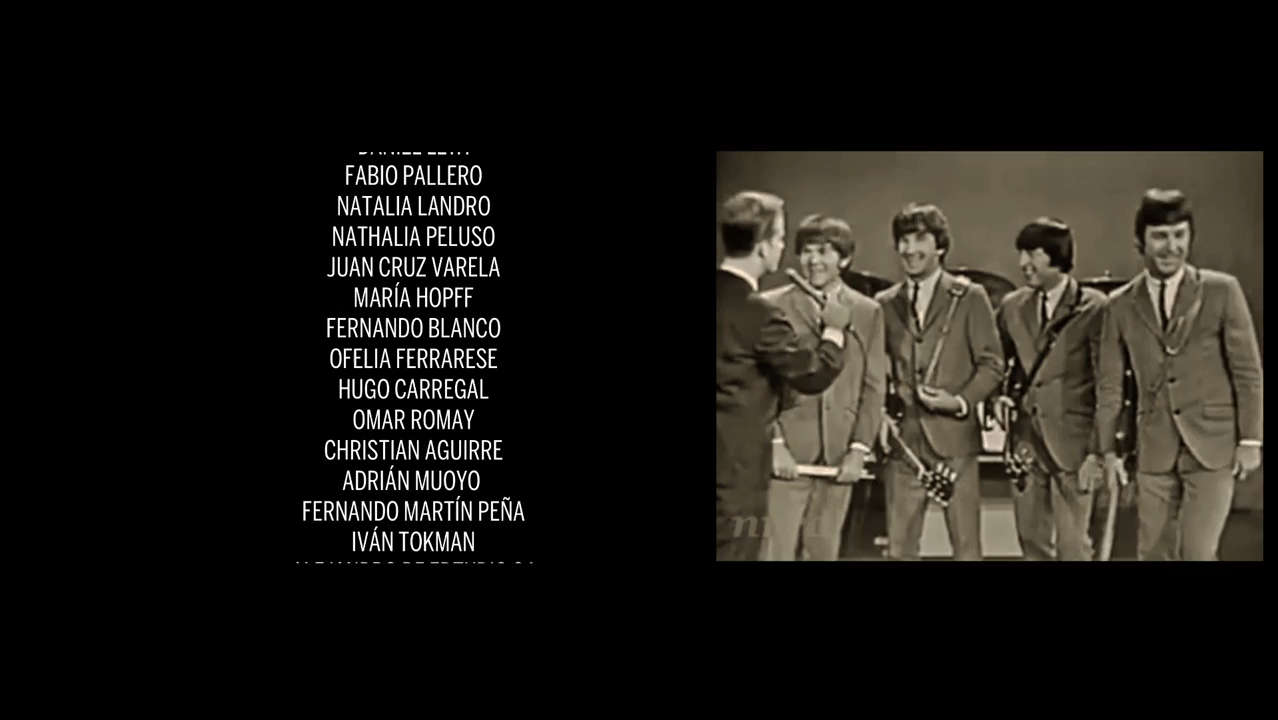 FABIO PALLERO
NATALIA LANDRO
NATHALIA PELUSO
JUAN CRUZ VARELA
MARÍA HOPFF
FERNANDO BLANCO
OFELIA FERRARESE
HUGO CARREGAL
OMAR ROMAY
CHRISTIAN AGUIRRE
ADRIÁN MUOYO
FERNANDO MARTÍN PEÑA
IVÁN TOKMAN